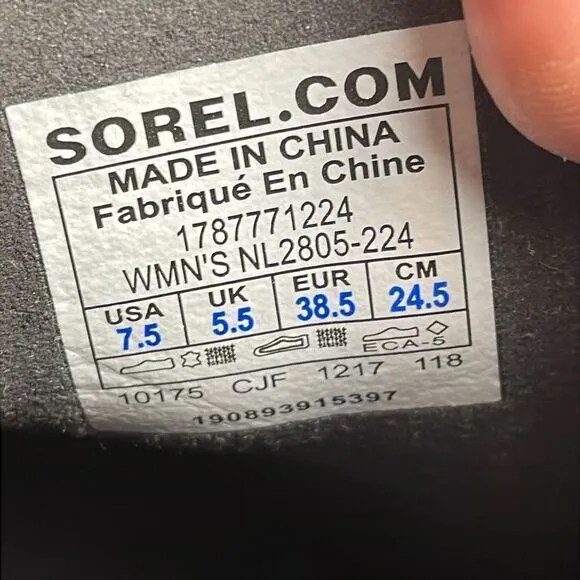 SOREL.COM
MADE IN CHINA
Fabriqué En Chine
1787771224
WMN'S NL2805-224
USA UK EUR CM
7.5 5.5 38.5 24.5
ECA-5
10175 CJF 1217 118
190893915397